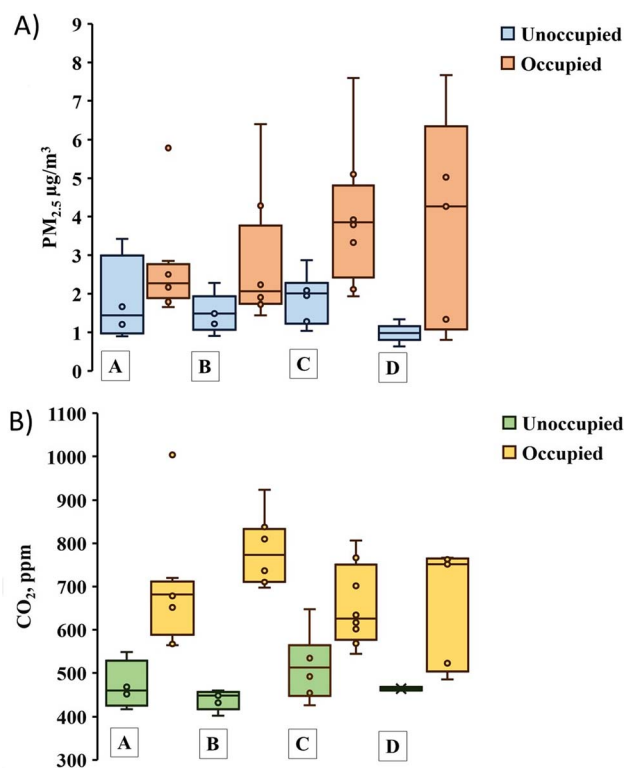 A)
9
8
7
6
5
4
3
2
1
0
PM2.5 µg/m³
Unoccupied
Occupied
A
B
C
D
B)
1100
1000
900
800
700
600
500
400
300
CO2, ppm
Unoccupied
Occupied
A
B
C
D